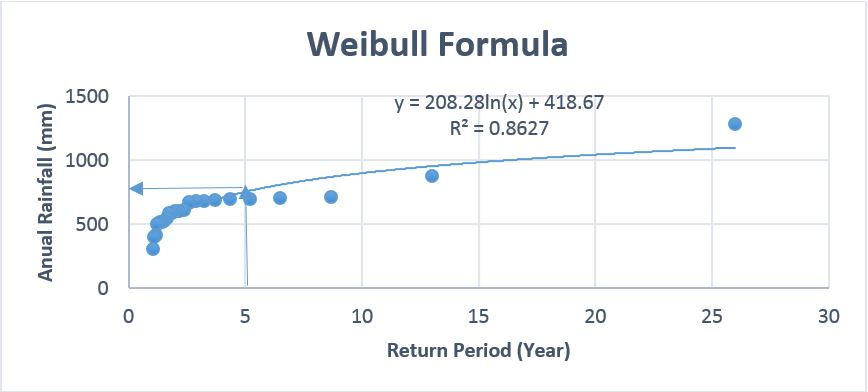 Weibull Formula
y = 208.28ln(x) + 418.67
R² = 0.8627
Anual Rainfall (mm)
1500
1000
500
0
0 5 10 15 20 25 30
Return Period (Year)